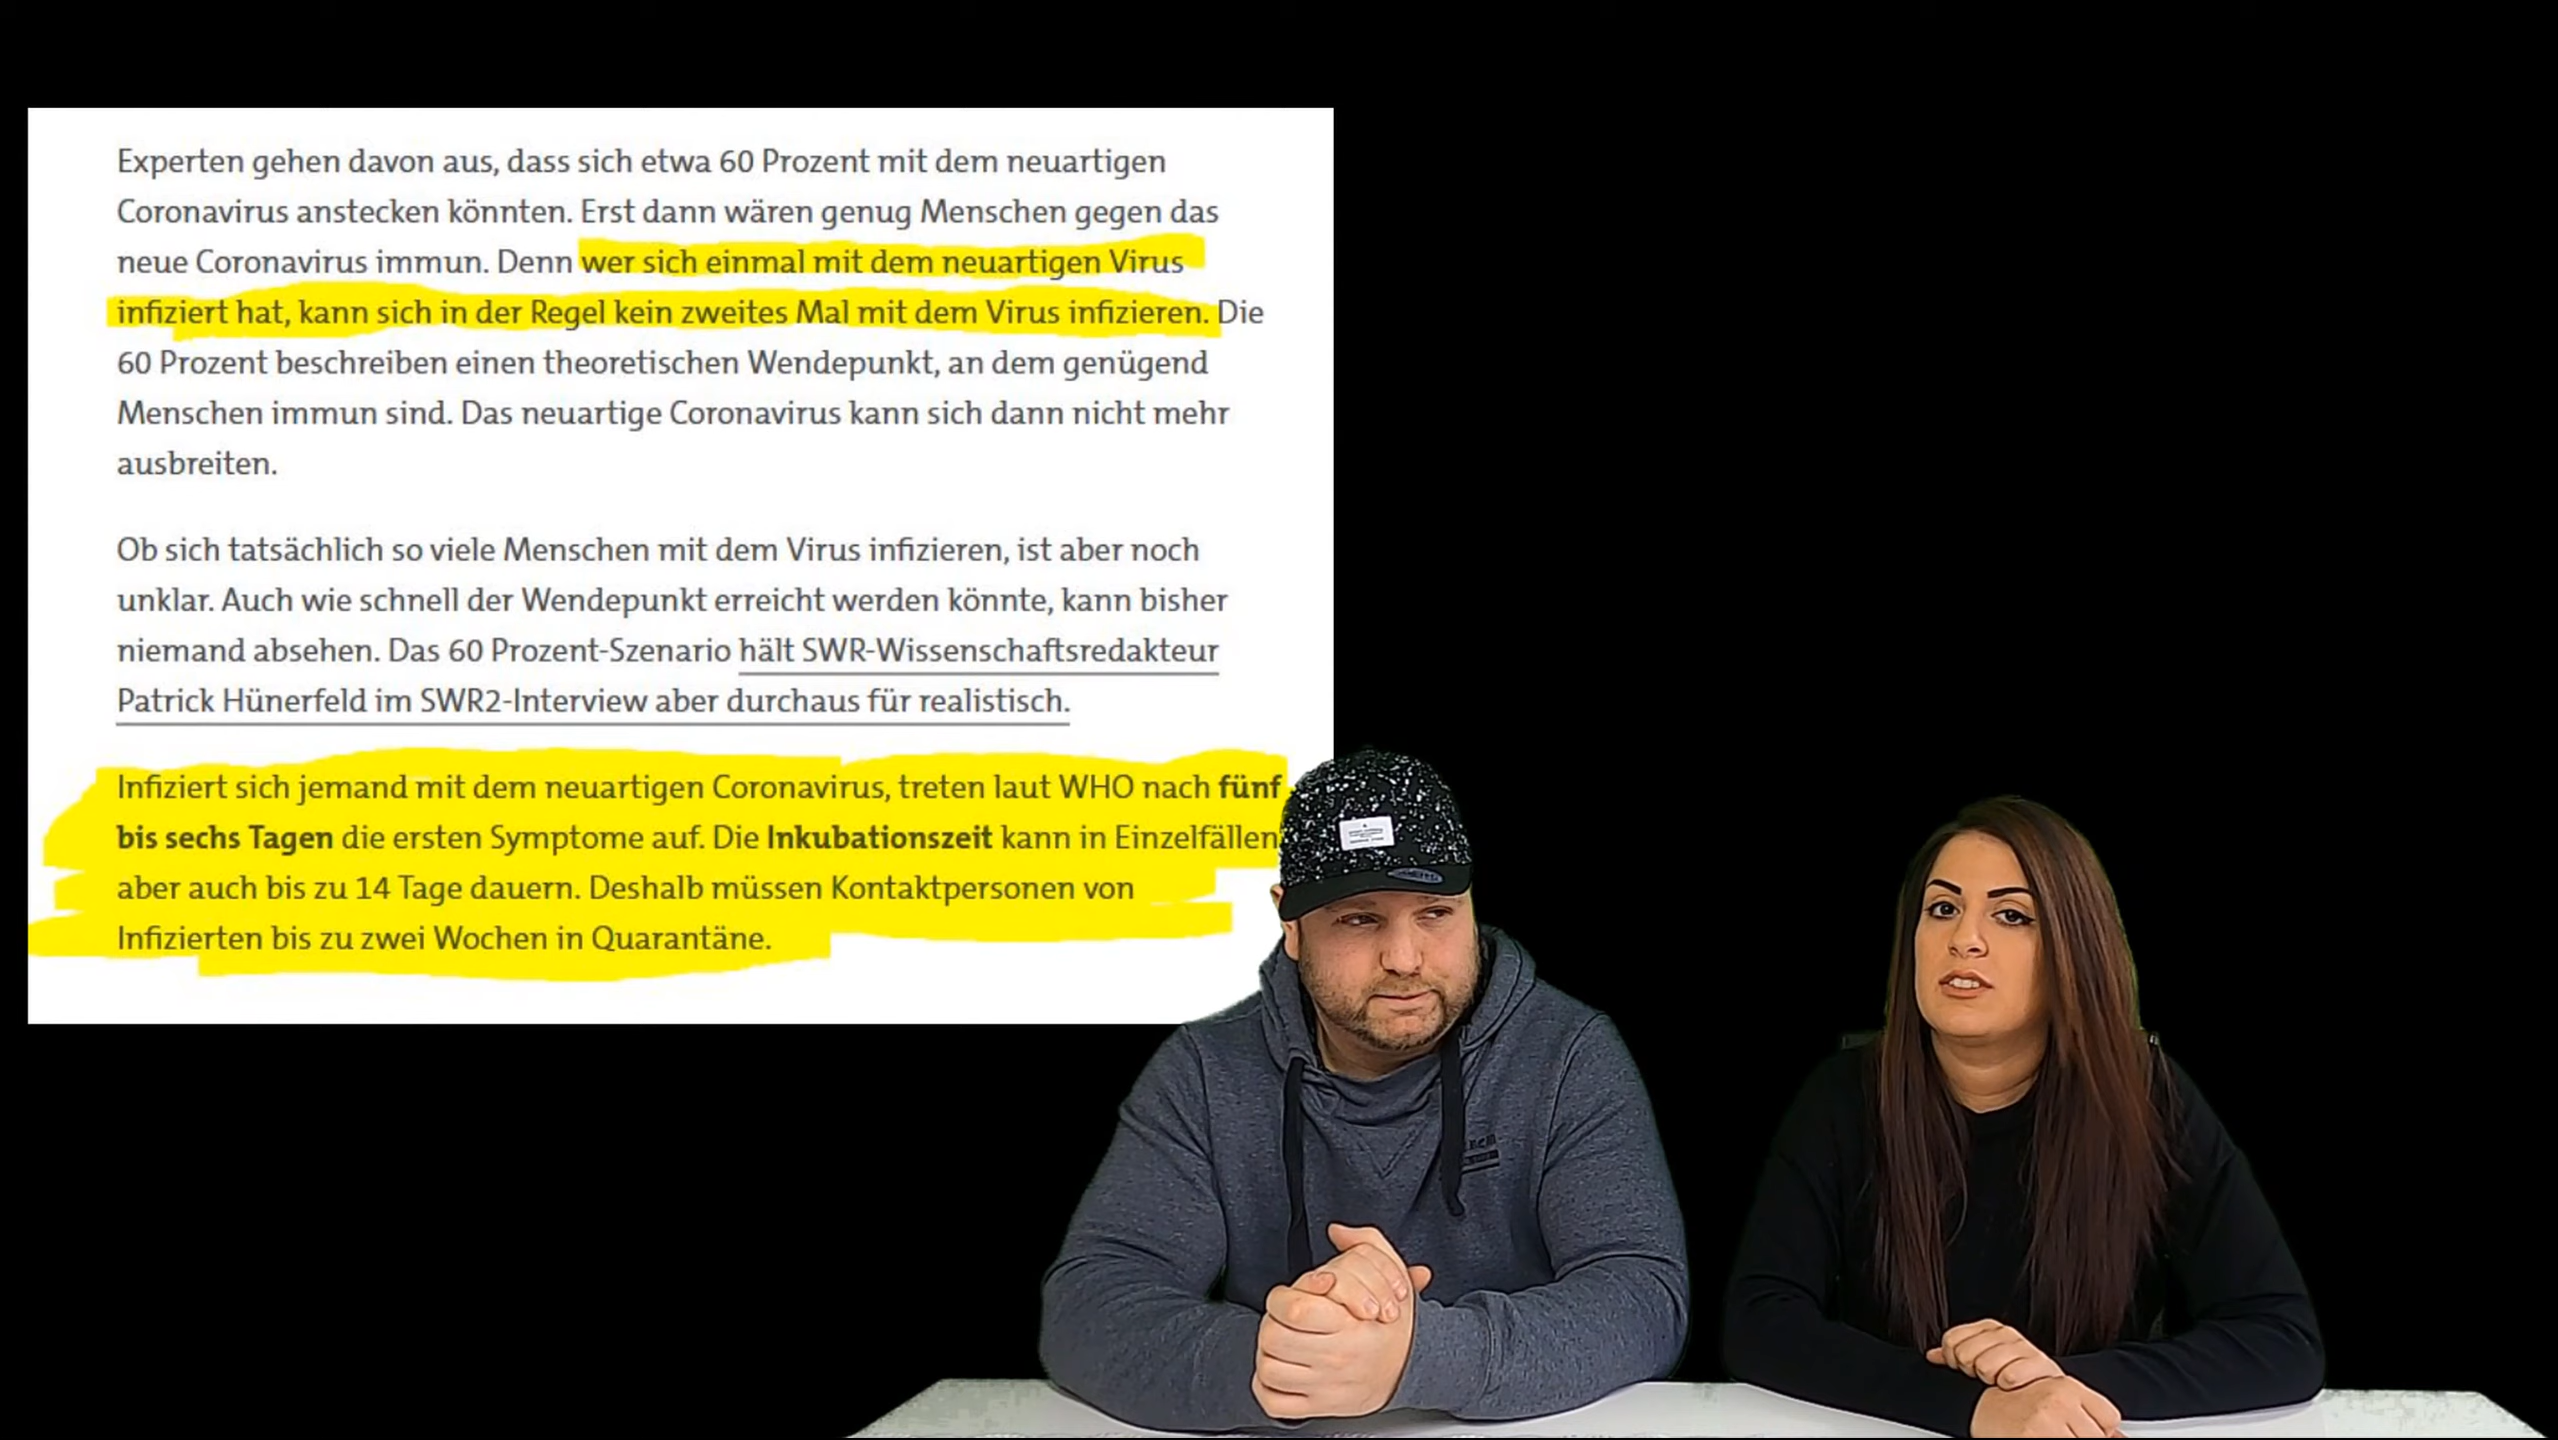 Experten gehen davon aus, dass sich etwa 60 Prozent mit dem neuartigen
Coronavirus anstecken könnten. Erst dann wären genug Menschen gegen das
neue Coronavirus immun. Denn wer sich einmal mit dem neuartigen Virus
infiziert hat, kann sich in der Regel kein zweites Mal mit dem Virus infizieren. Die
60 Prozent beschreiben einen theoretischen Wendepunkt, an dem genügend
Menschen immun sind. Das neuartige Coronavirus kann sich dann nicht mehr
ausbreiten.
Ob sich tatsächlich so viele Menschen mit dem Virus infizieren, ist aber noch
unklar. Auch wie schnell der Wendepunkt erreicht werden könnte, kann bisher
niemand absehen. Das 60 Prozent-Szenario hält SWR-Wissenschaftsredakteur
Patrick Hünerfeld im SWR2-Interview aber durchaus für realistisch.
Infiziert sich jemand mit dem neuartigen Coronavirus, treten laut WHO nach fünf
bis sechs Tagen die ersten Symptome auf. Die Inkubationszeit kann in Einzelfällen
aber auch bis zu 14 Tage dauern. Deshalb müssen Kontaktpersonen von
Infizierten bis zu zwei Wochen in Quarantäne.